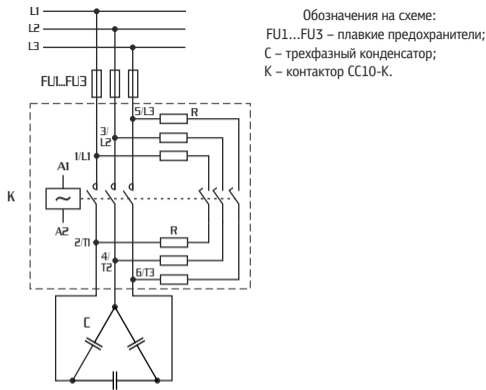 L1
L2
L3
Обозначения на схеме:
FU1...FU3 – плавкие предохранители;
C – трехфазный конденсатор;
K – контактор CC10-K.
FU1...FU3
5/L3
R
3/
L2
1/L1
A1
K
~
A2
R
2/T1
4/
T2
6/T3
C